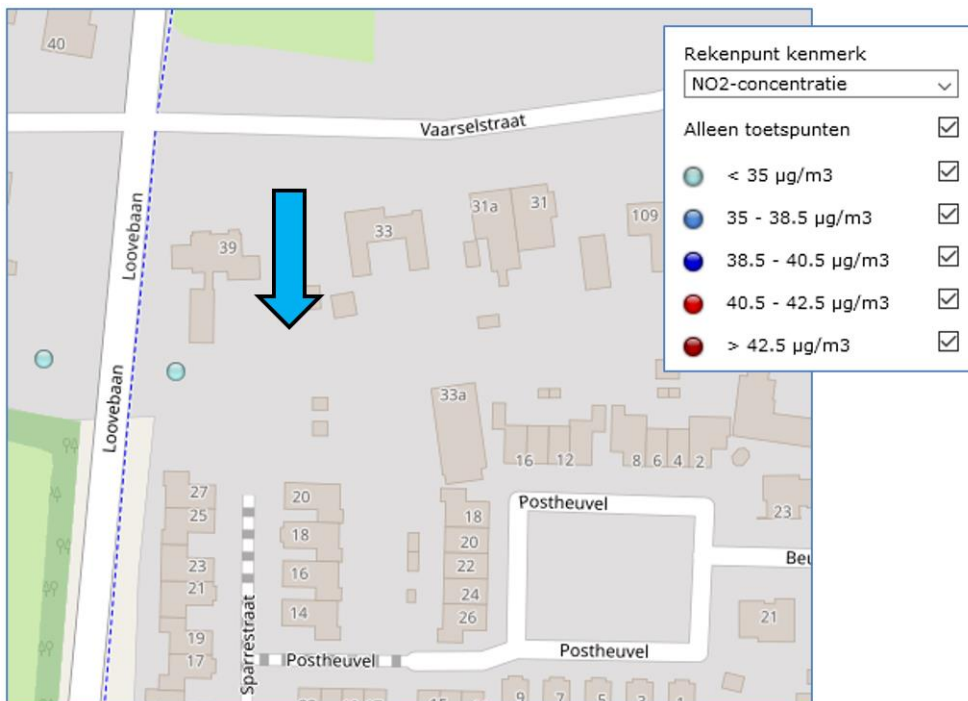 40
Vaarselstraat
Loovebaan
39
33
31a
31
109
Loovebaan
33a
16
12
8
6
4
2
27
25
20
18
23
21
16
14
19
17
18
20
22
24
26
Postheuvel
23
Beu
21
Sparrestraat
Postheuvel
Postheuvel
9
7
5
3
1
Rekenpunt kenmerk
NO2-concentratie
Alleen toetspunten
< 35 µg/m3
35 - 38.5 µg/m3
38.5 - 40.5 µg/m3
40.5 - 42.5 µg/m3
> 42.5 µg/m3